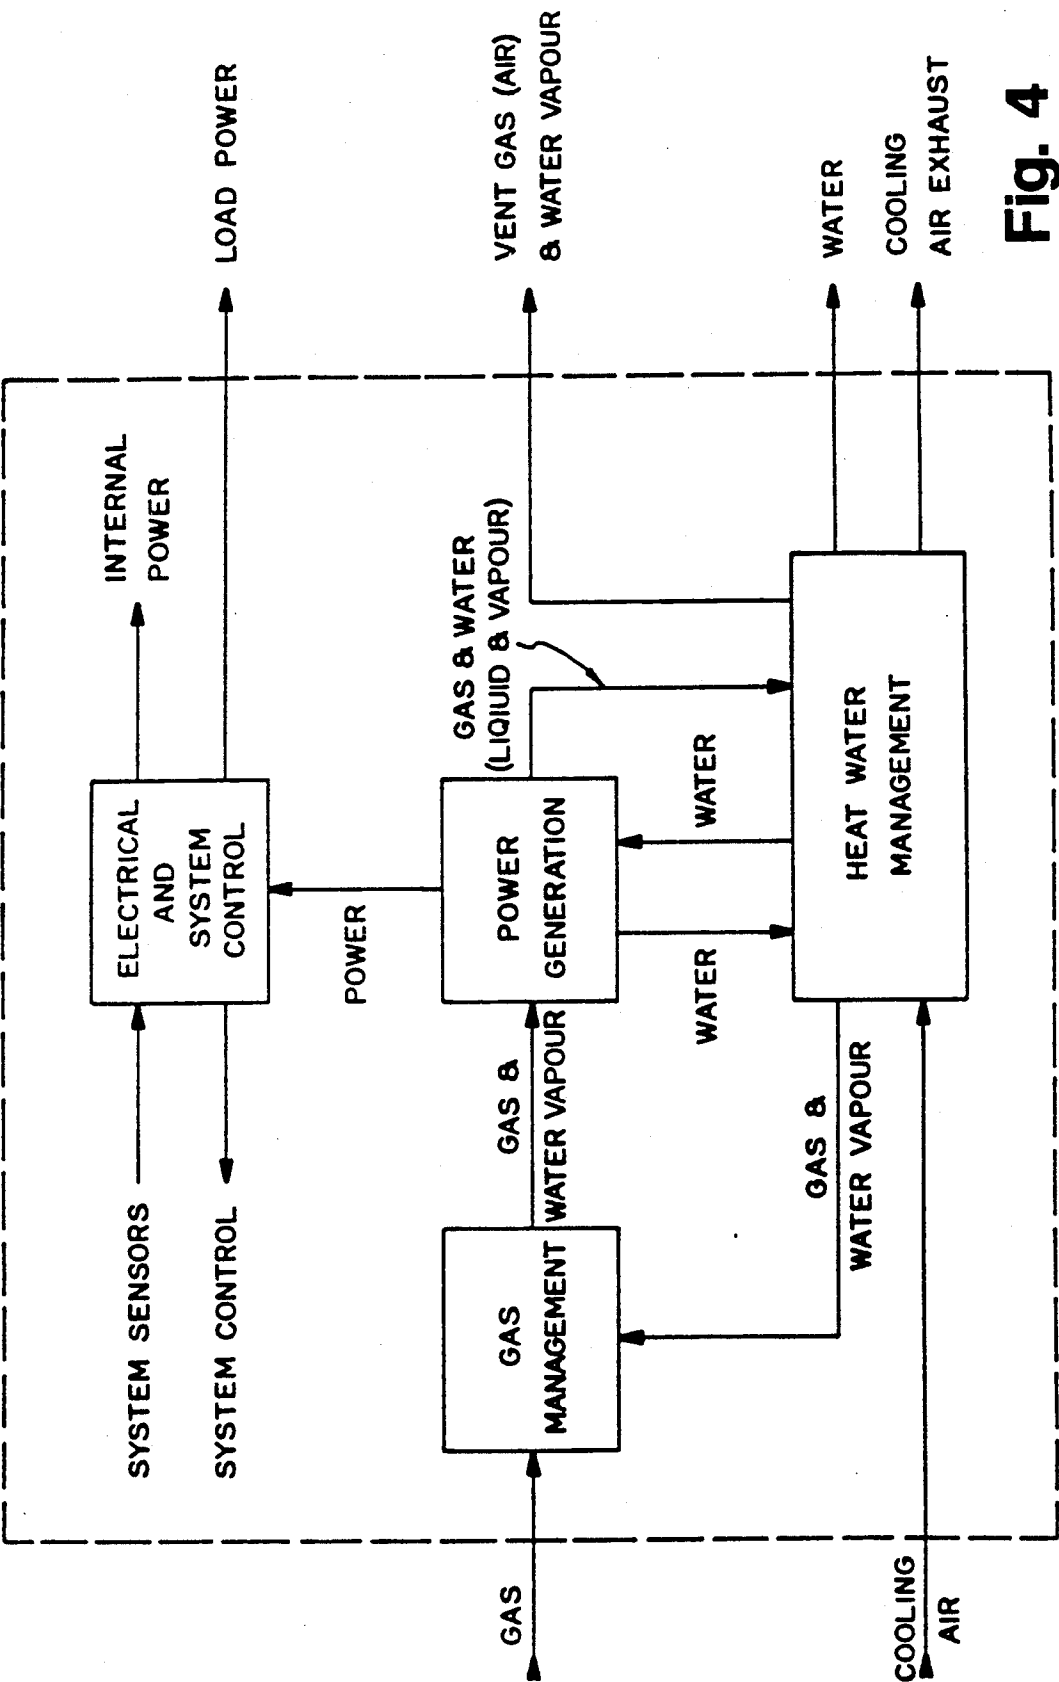 SYSTEM SENSORS
SYSTEM CONTROL
ELECTRICAL
AND
SYSTEM
CONTROL
INTERNAL
POWER
LOAD POWER
POWER
GAS
GAS
MANAGEMENT
GAS &
WATER VAPOUR
POWER
GENERATION
GAS & WATER
(LIQIUD & VAPOUR)
VENT GAS (AIR)
& WATER VAPOUR
WATER
WATER
GAS &
WATER VAPOUR
COOLING
AIR
HEAT WATER
MANAGEMENT
WATER
COOLING
AIR EXHAUST
Fig. 4